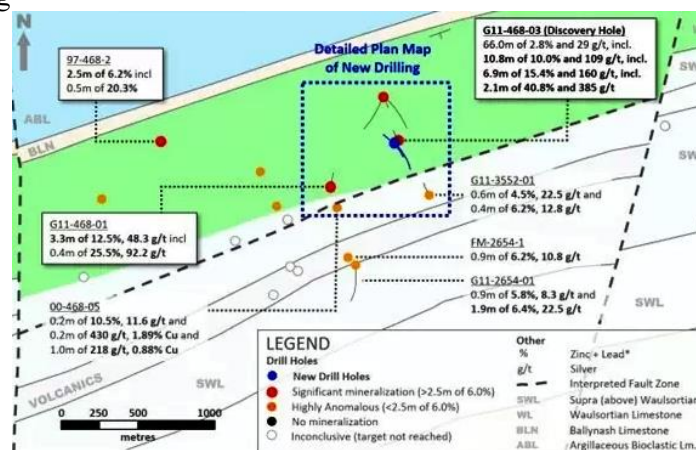 g
N
97-468-2
2.5m of 6.2% incl
0.5m of 20.3%
Detailed Plan Map
of New Drilling
G11-468-03 (Discovery Hole)
66.0m of 2.8% and 29 g/t, incl.
10.8m of 10.0% and 109 g/t, incl.
6.9m of 15.4% and 160 g/t, incl.
2.1m of 40.8% and 385 g/t
SW
ABL
BLN
SW
G11-468-01
3.3m of 12.5%, 48.3 g/t incl
0.4m of 25.5%, 92.2 g/t
G11-3552-01
0.6m of 4.5%, 22.5 g/t and
0.4m of 6.2%, 12.8 g/t
FM-2654-1
0.9m of 6.2%, 10.8 g/t
G11-2654-01
0.9m of 5.8%, 8.3 g/t and
1.9m of 6.4%, 22.5 g/t
00-468-05
0.2m of 10.5%, 11.6 g/t and
0.2m of 430 g/t, 1.89% Cu and
1.0m of 218 g/t, 0.88% Cu
SWL
VOLCANICS
SWL
0 250 500 1000
metres
LEGEND
Drill Holes
New Drill Holes
Significant mineralization (>2.5m of 6.0%)
Highly Anomalous (<2.5m of 6.0%)
No mineralization
Inconclusive (target not reached)
Other
% Zinc + Lead*
g/t Silver
Interpreted Fault Zone
SWL Supra (above) Waulsortian
WL Waulsortian Limestone
BLN Ballynash Limestone
ABL Argillaceous Bioclastic Lm.